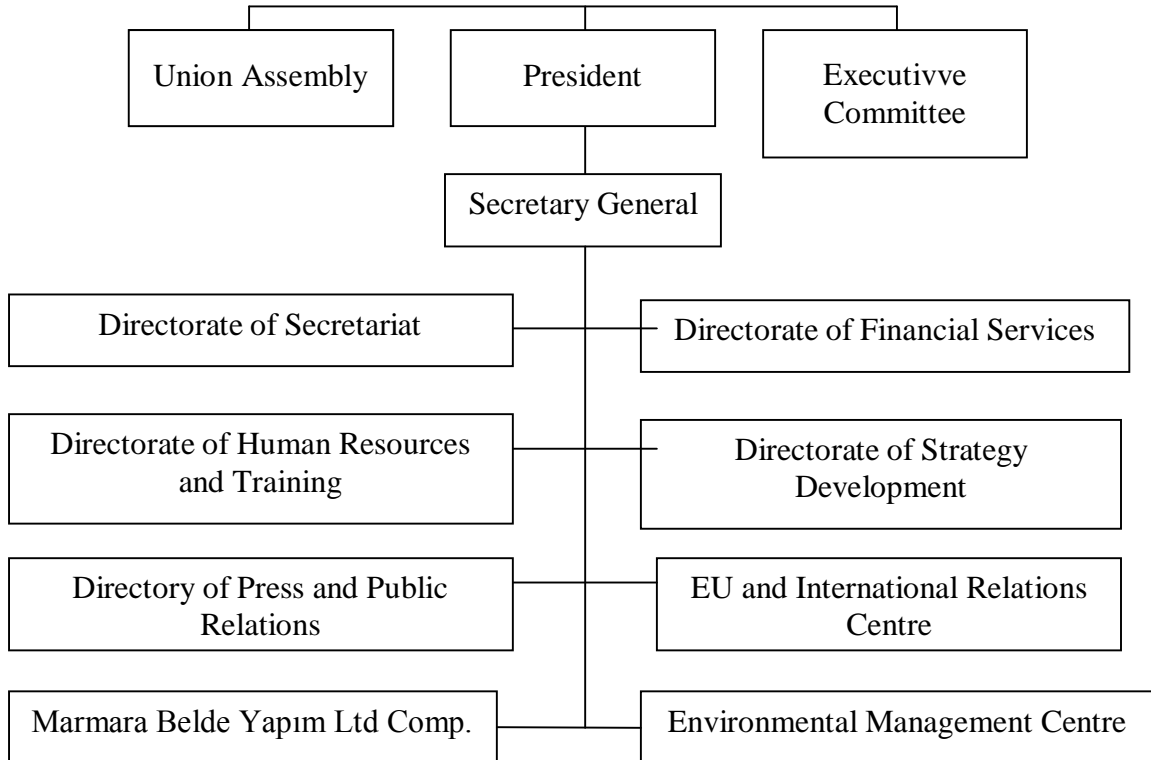 Union Assembly
President
Executivve
Committee
Secretary General
Directorate of Secretariat
Directorate of Financial Services
Directorate of Human Resources
and Training
Directorate of Strategy
Development
Directory of Press and Public
Relations
EU and International Relations
Centre
Marmara Belde Yapım Ltd Comp.
Environmental Management Centre